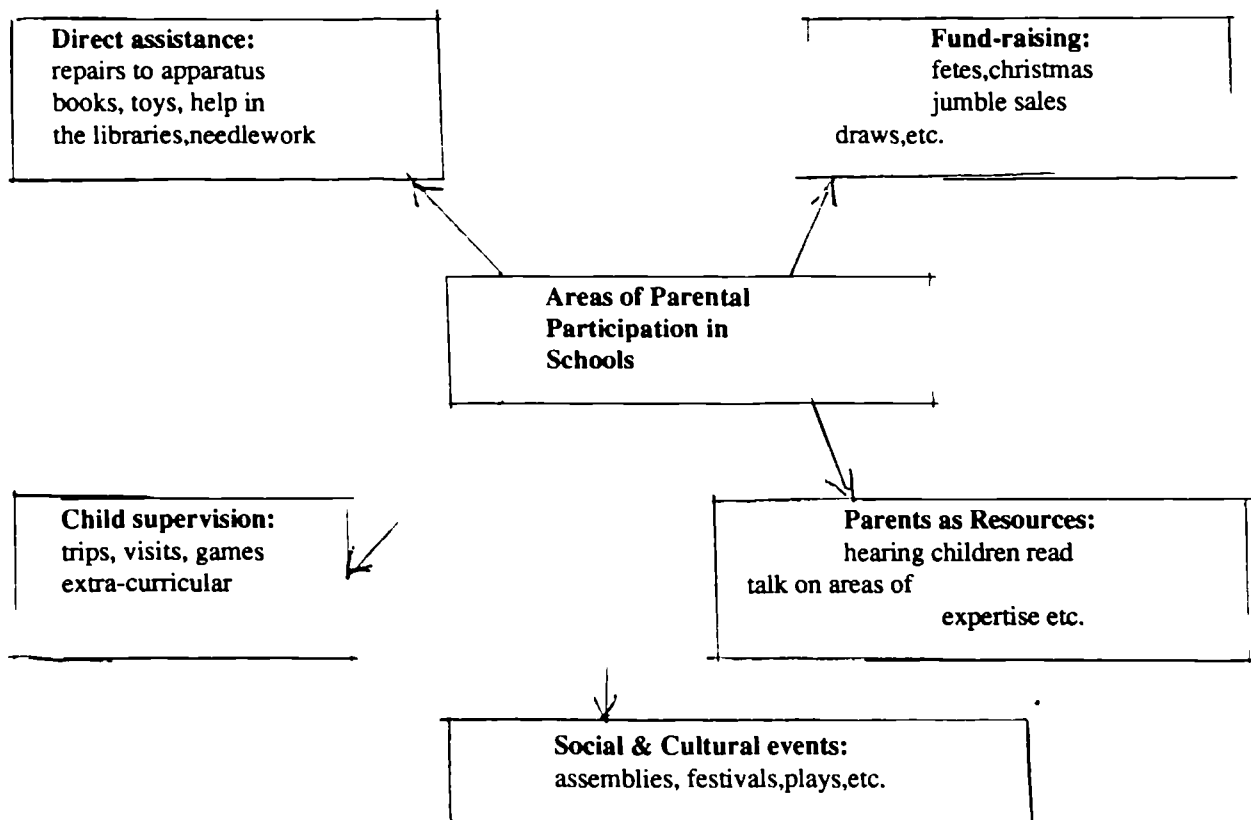 Direct assistance:
repairs to apparatus
books, toys, help in
the libraries,needlework
Fund-raising:
fetes,christmas
jumble sales
draws,etc.
Areas of Parental
Participation in
Schools
Child supervision:
trips, visits, games
extra-curricular
Parents as Resources:
hearing children read
talk on areas of
expertise etc.
Social & Cultural events:
assemblies, festivals,plays,etc.